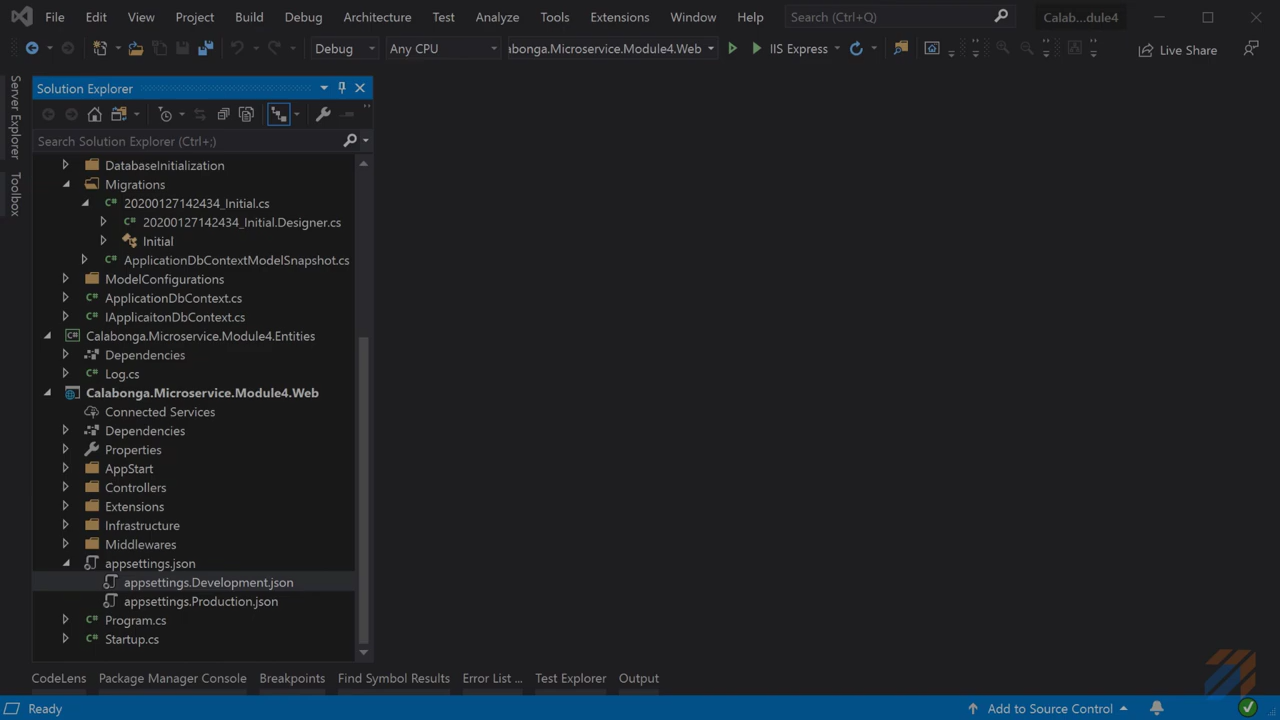 File Edit View Project Build Debug Architecture Test Analyze Tools Extensions Window Help Search (Ctrl+Q) Calab...dule4
Debug Any CPU abonga.Microservice.Module4.Web IIS Express Live Share
Server Explorer
Toolbox
Solution Explorer
Search Solution Explorer (Ctrl+;)
DatabaseInitialization
Migrations
20200127142434_Initial.cs
20200127142434_Initial.Designer.cs
Initial
ApplicationDbContextModelSnapshot.cs
ModelConfigurations
ApplicationDbContext.cs
IApplicaitonDbContext.cs
Calabonga.Microservice.Module4.Entities
Dependencies
Log.cs
Calabonga.Microservice.Module4.Web
Connected Services
Dependencies
Properties
AppStart
Controllers
Extensions
Infrastructure
Middlewares
appsettings.json
appsettings.Development.json
appsettings.Production.json
Program.cs
Startup.cs
CodeLens Package Manager Console Breakpoints Find Symbol Results Error List ... Test Explorer Output
Ready Add to Source Control